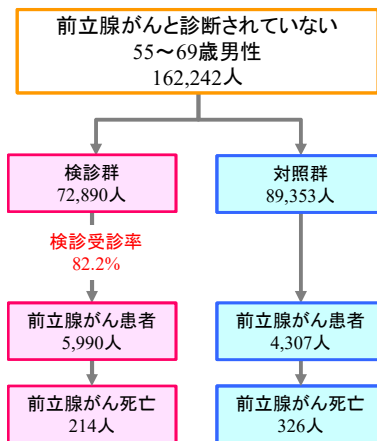 前立腺がんと診断されていない
55～69歳男性
162,242人
検診群
72,890人
対照群
89,353人
検診受診率
82.2%
前立腺がん患者
5,990人
前立腺がん患者
4,307人
前立腺がん死亡
214人
前立腺がん死亡
326人